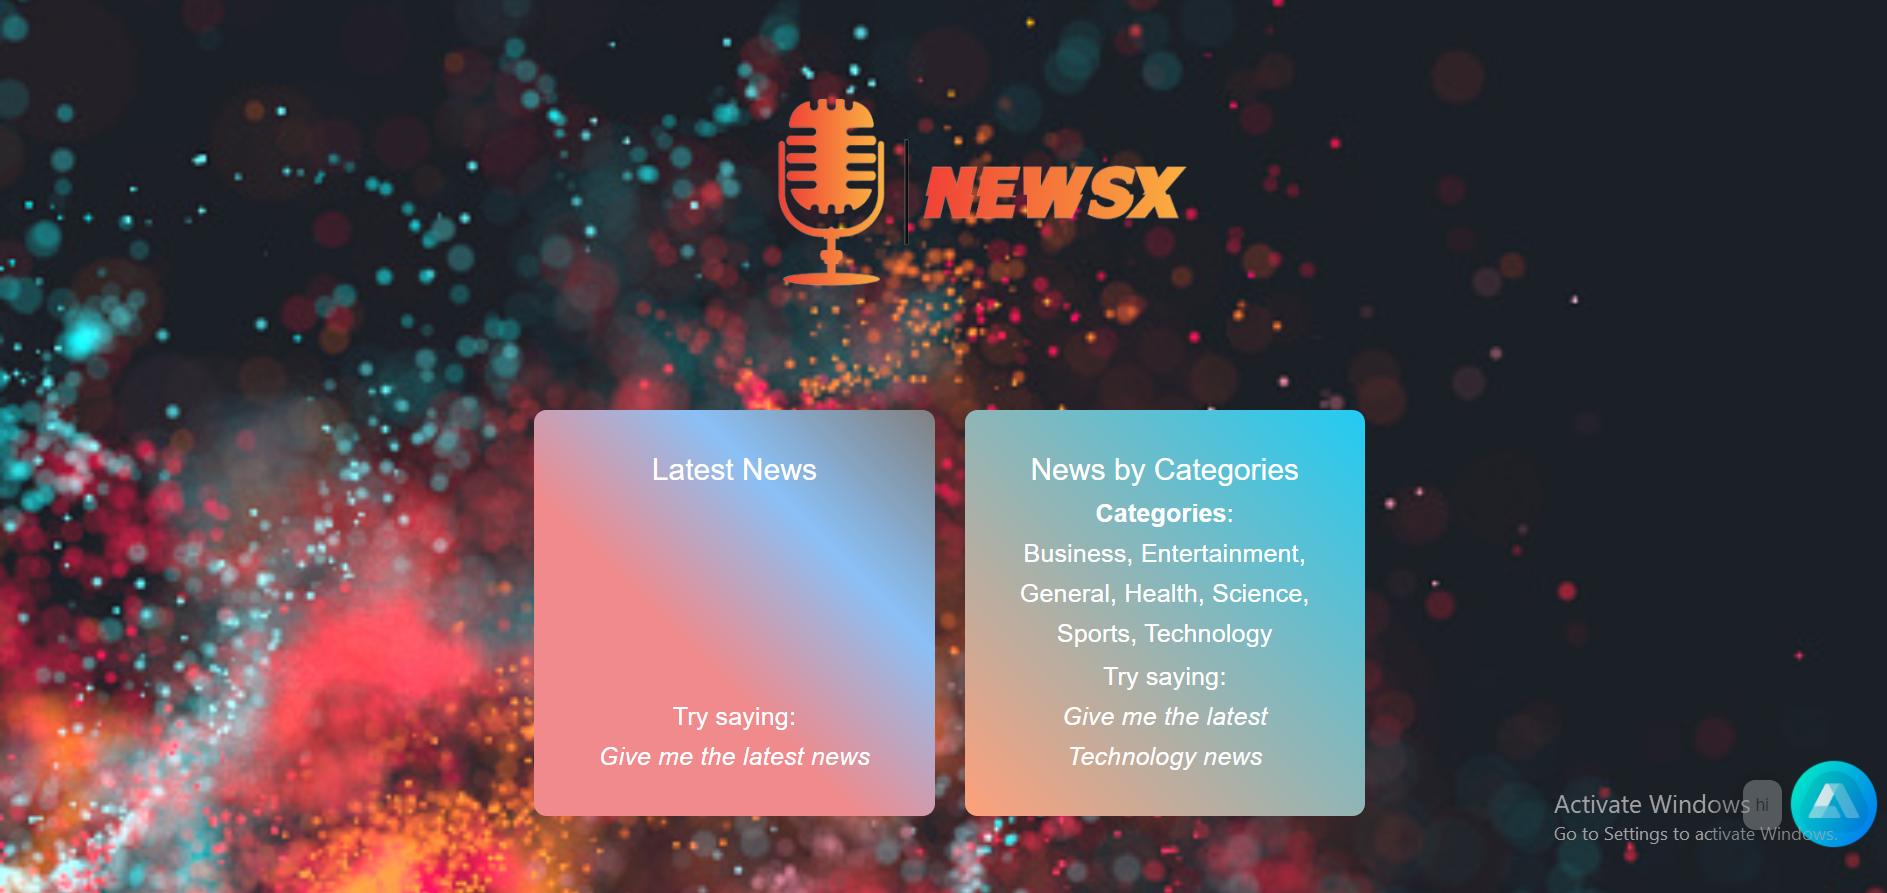 NEWSX
Latest News
Try saying:
Give me the latest news
News by Categories
Categories:
Business, Entertainment,
General, Health, Science,
Sports, Technology
Try saying:
Give me the latest
Technology news
Activate Windows
hi
Go to Settings to activate Windows.